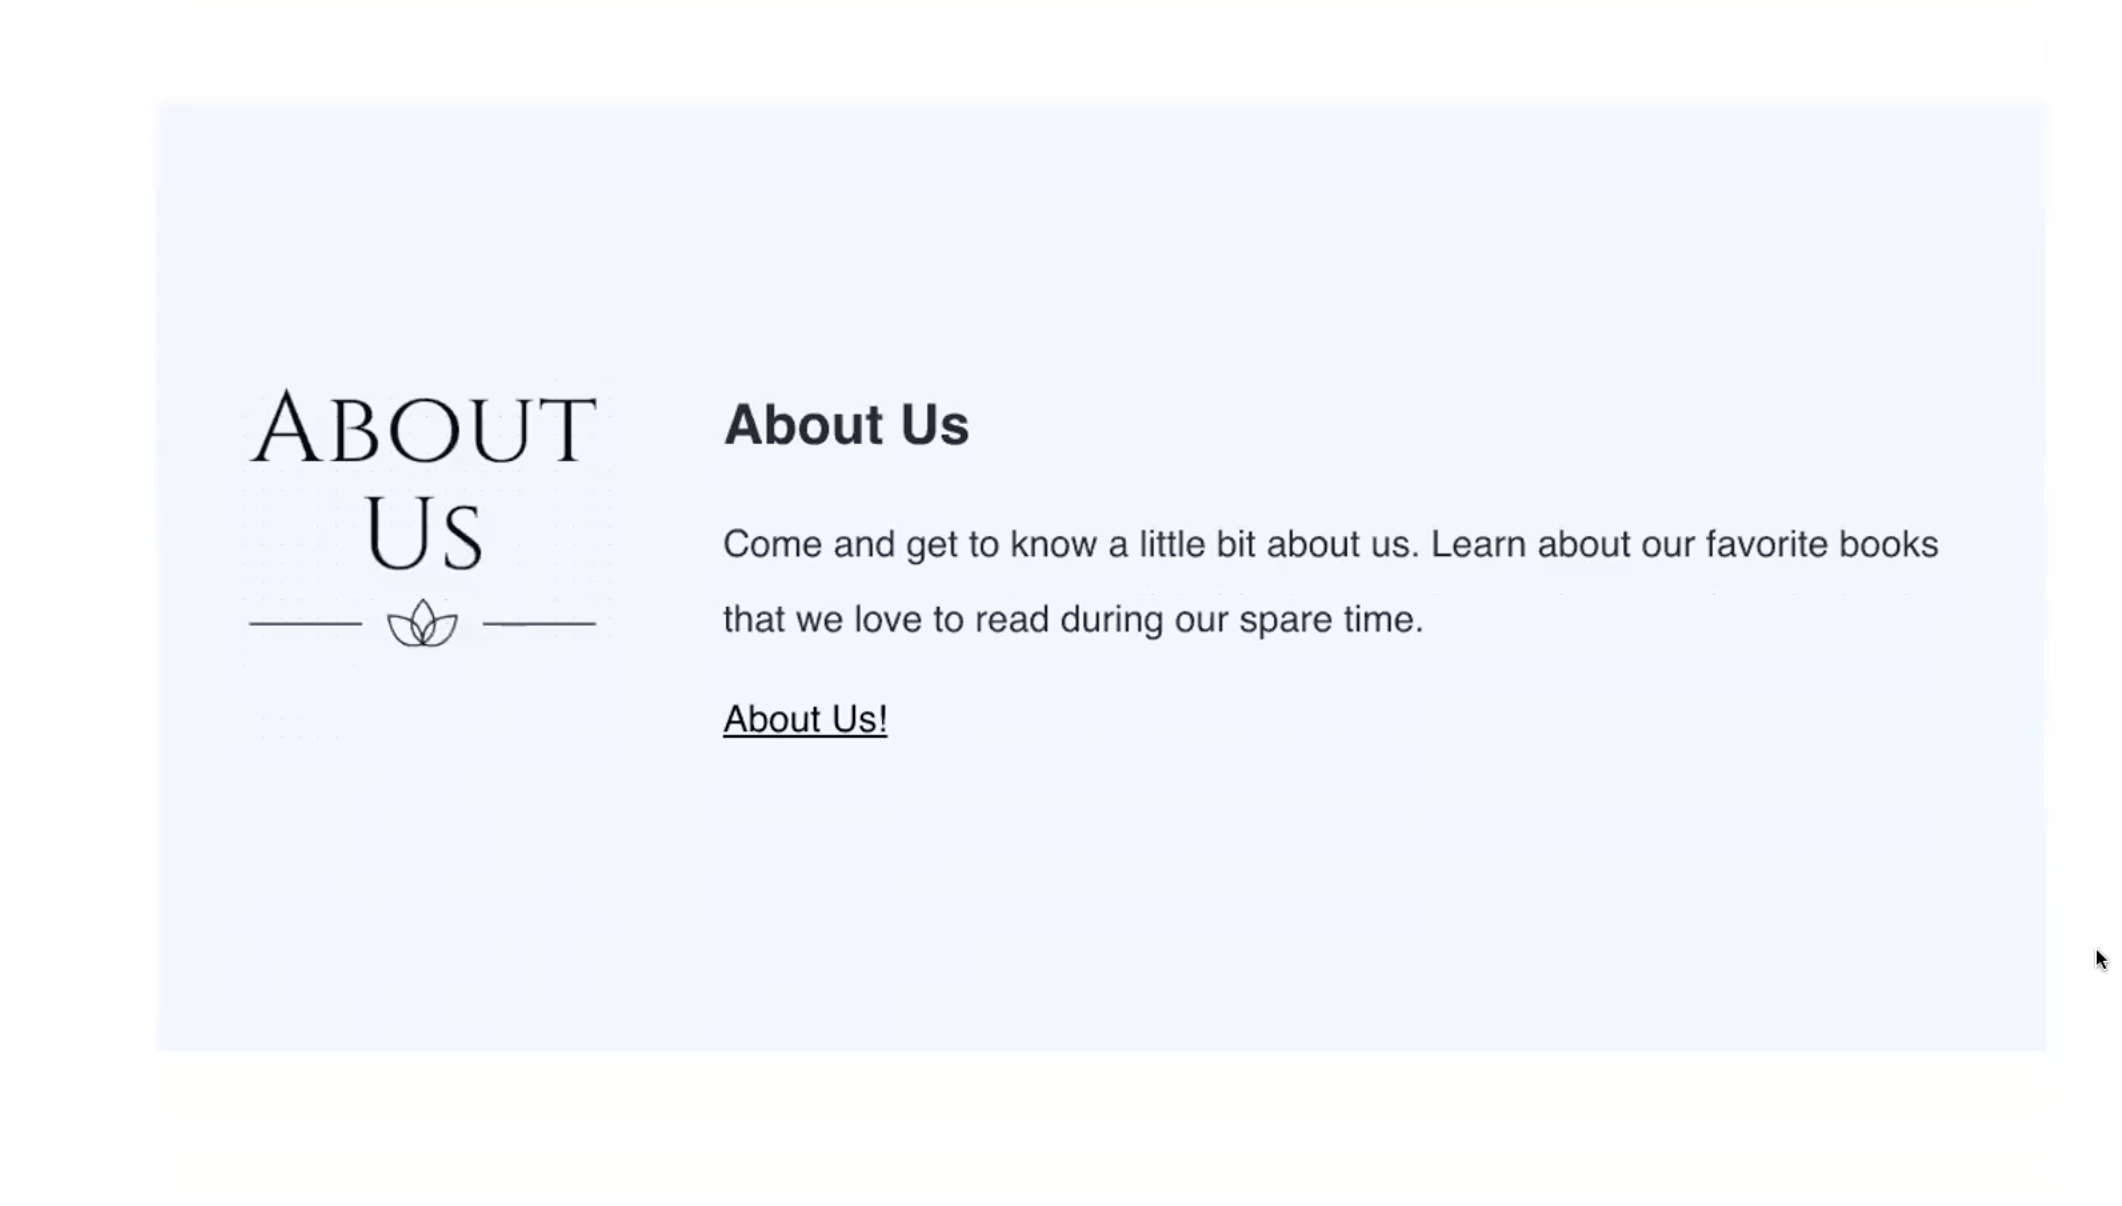 ABOUT
US
About Us
Come and get to know a little bit about us. Learn about our favorite books
that we love to read during our spare time.
About Us!